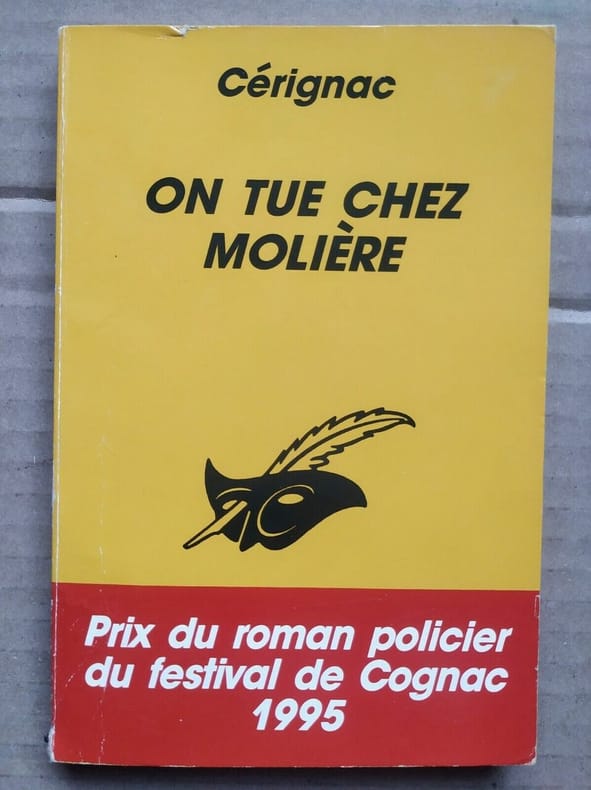 Cérignac
ON TUE CHEZ
MOLIÈRE
Prix du roman policier
du festival de Cognac
1995